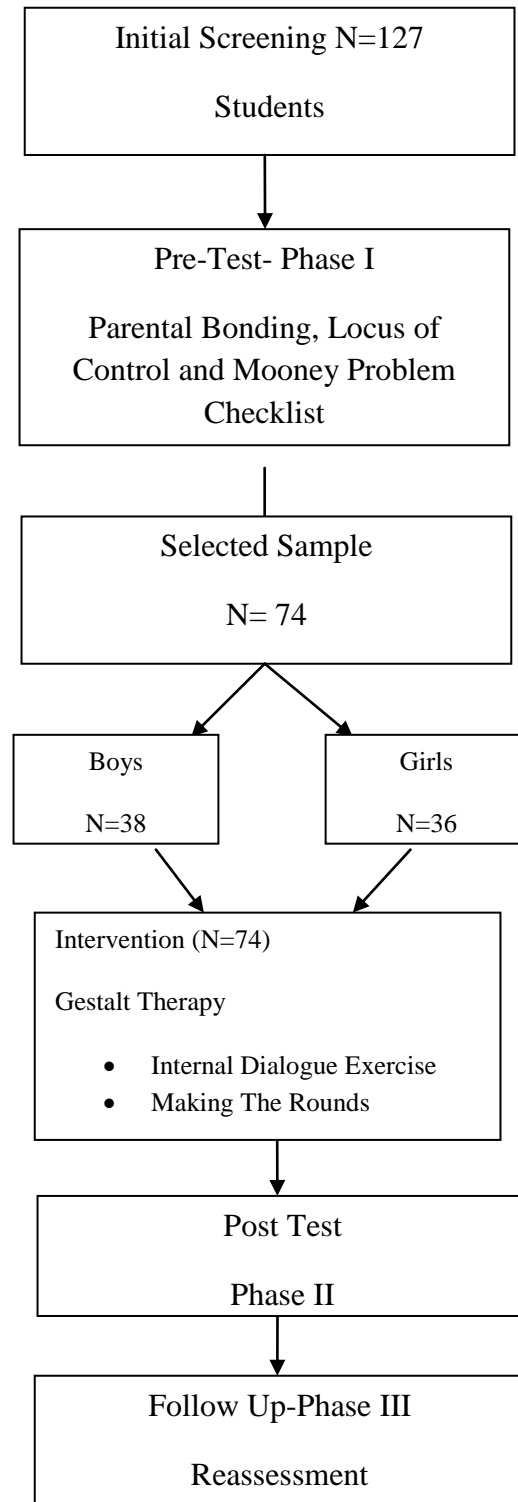 Initial Screening N=127
Students
Pre-Test- Phase I
Parental Bonding, Locus of
Control and Mooney Problem
Checklist
Selected Sample
N= 74
Boys
N=38
Girls
N=36
Intervention (N=74)
Gestalt Therapy
• Internal Dialogue Exercise
• Making The Rounds
Post Test
Phase II
Follow Up-Phase III
Reassessment